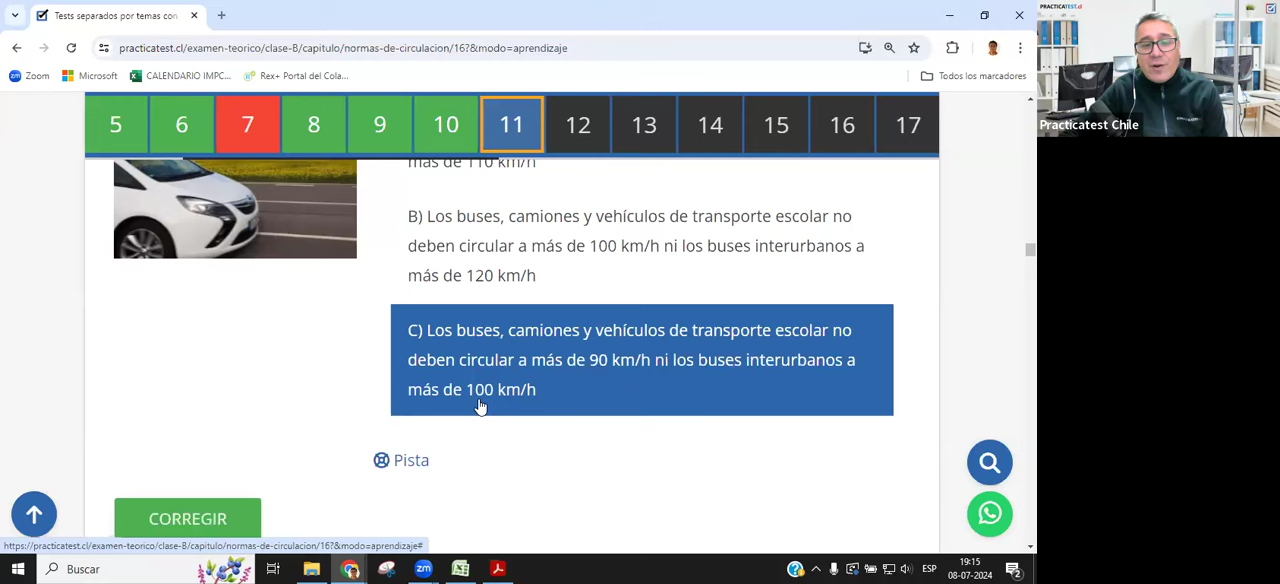 Tests separados por temas con
practicatest.cl/examen-teorico/clase-B/capitulo/normas-de-circulacion/16?&modo=aprendizaje
Zoom
Microsoft
CALENDARIO IMPC...
Rex+ Portal del Cola...
Todos los marcadores
PRACTICATEST.cl
Practicatest Chile
5
6
7
8
9
10
11
12
13
14
15
16
17
más de 110 km/h
B) Los buses, camiones y vehículos de transporte escolar no
deben circular a más de 100 km/h ni los buses interurbanos a
más de 120 km/h
C) Los buses, camiones y vehículos de transporte escolar no
deben circular a más de 90 km/h ni los buses interurbanos a
más de 100 km/h
Pista
CORREGIR
https://practicatest.cl/examen-teorico/clase-B/capitulo/normas-de-circulacion/16?&modo=aprendizaje#
Buscar
ESP
19:15
08-07-2024
2